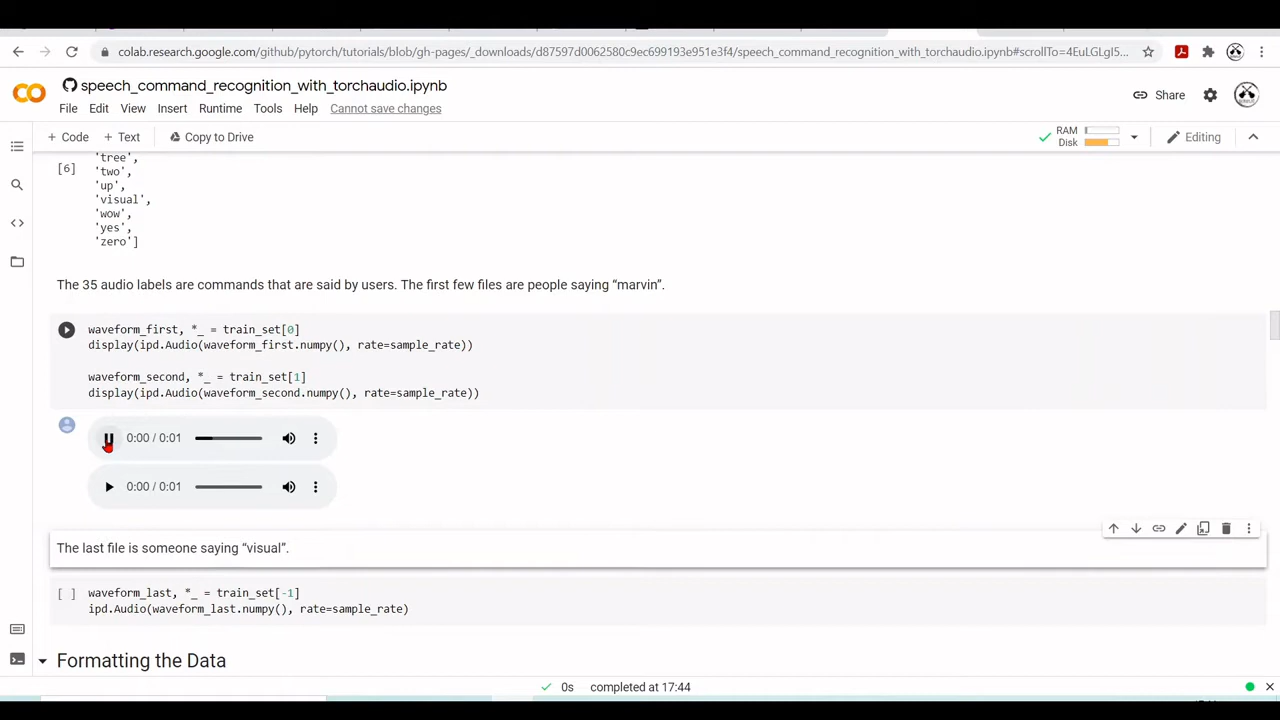 colab.research.google.com/github/pytorch/tutorials/blob/gh-pages/_downloads/d87597d0062580c9ec699193e951e3f4/speech_command_recognition_with_torchaudio.ipynb#scrollTo=4EuLGLgI5...
speech_command_recognition_with_torchaudio.ipynb
Share
File Edit View Insert Runtime Tools Help Cannot save changes
+ Code + Text Copy to Drive RAM Disk Editing
'tree',
[6] 'two',
'up',
'visual',
'wow',
'yes',
'zero']
The 35 audio labels are commands that are said by users. The first few files are people saying “marvin”.
waveform_first, *_ = train_set[0]
display(ipd.Audio(waveform_first.numpy(), rate=sample_rate))
waveform_second, *_ = train_set[1]
display(ipd.Audio(waveform_second.numpy(), rate=sample_rate))
0:00 / 0:01
0:00 / 0:01
The last file is someone saying “visual”.
[ ] waveform_last, *_ = train_set[-1]
ipd.Audio(waveform_last.numpy(), rate=sample_rate)
Formatting the Data
0s completed at 17:44